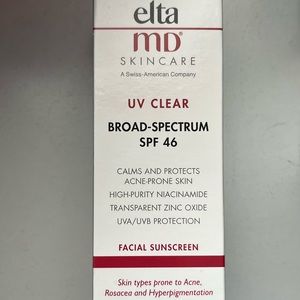 elta
MD®
SKINCARE
A Swiss-American Company
UV CLEAR
BROAD-SPECTRUM
SPF 46
CALMS AND PROTECTS
ACNE-PRONE SKIN
HIGH-PURITY NIACINAMIDE
TRANSPARENT ZINC OXIDE
UVA/UVB PROTECTION
FACIAL SUNSCREEN
Skin types prone to Acne,
Rosacea and Hyperpigmentation